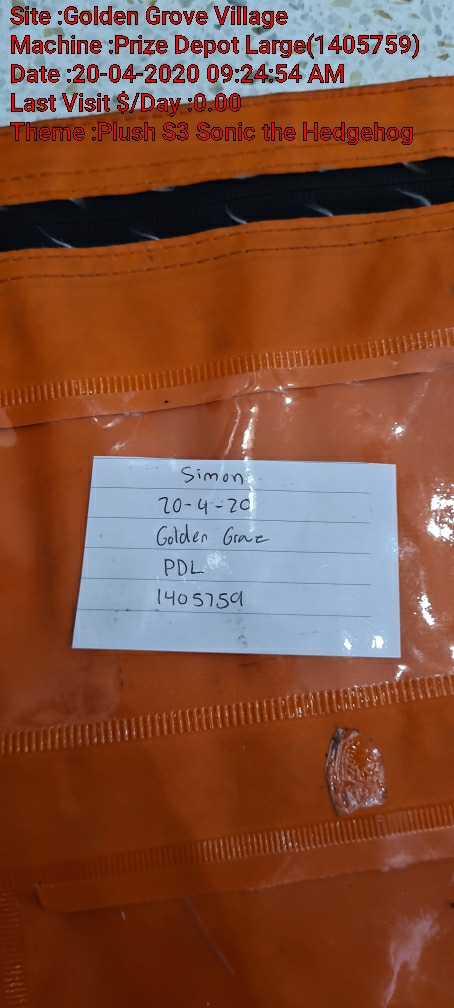 Site :Golden Grove Village
Machine :Prize Depot Large(1405759)
Date :20-04-2020 09:24:54 AM
Last Visit $/Day :0.00
Theme :Plush S3 Sonic the Hedgehog
Simon
20-4-20
Golden Grove
PDL
1405759